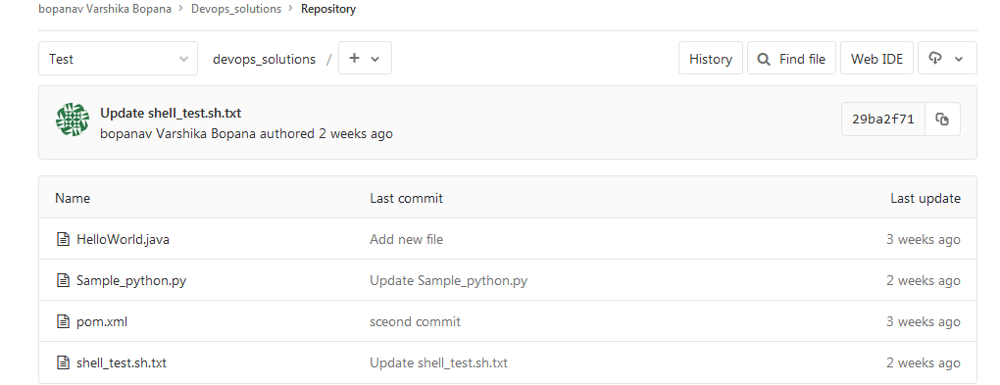 bopanav Varshika Bopana > Devops_solutions > Repository
Test devops_solutions / + History Find file Web IDE
Update shell_test.sh.txt
bopanav Varshika Bopana authored 2 weeks ago
29ba2f71
Name Last commit Last update
HelloWorld.java Add new file 3 weeks ago
Sample_python.py Update Sample_python.py 2 weeks ago
pom.xml sceond commit 3 weeks ago
shell_test.sh.txt Update shell_test.sh.txt 2 weeks ago